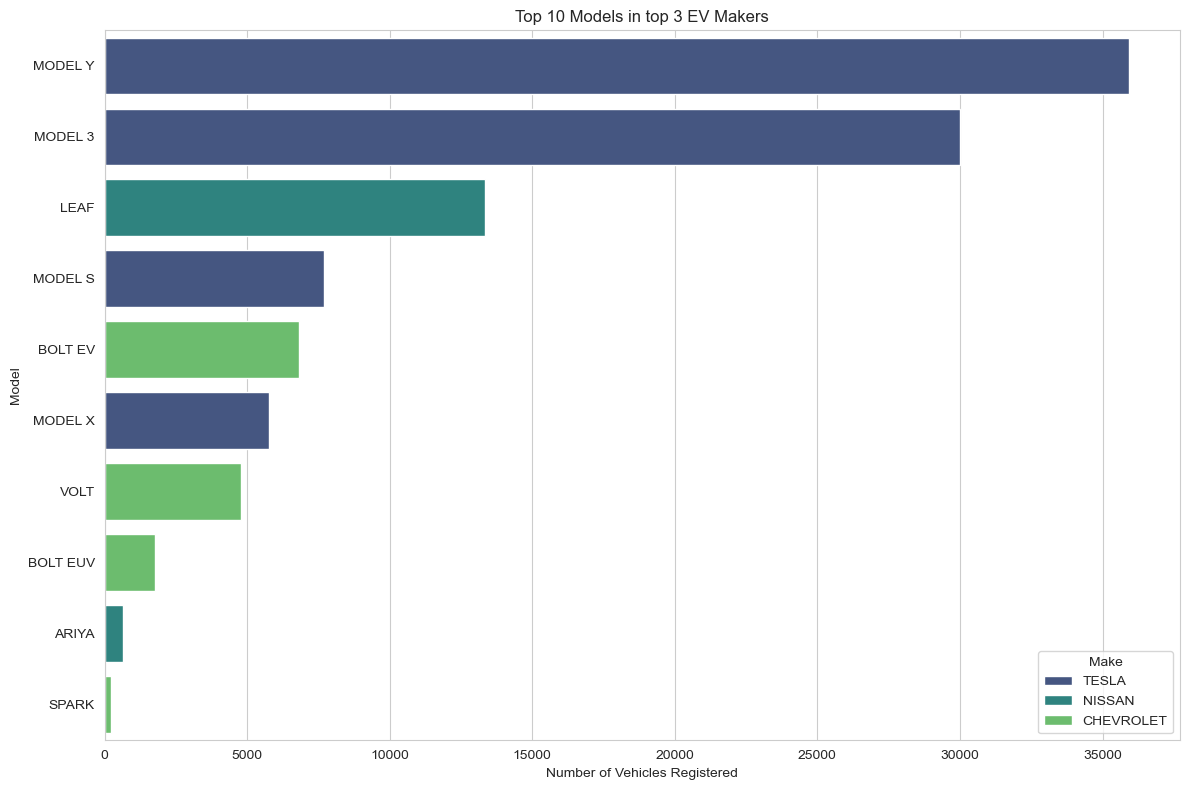 Top 10 Models in top 3 EV Makers
MODEL Y
MODEL 3
LEAF
MODEL S
BOLT EV
MODEL X
VOLT
BOLT EUV
ARIYA
SPARK
Model
0 5000 10000 15000 20000 25000 30000 35000
Number of Vehicles Registered
Make
TESLA
NISSAN
CHEVROLET